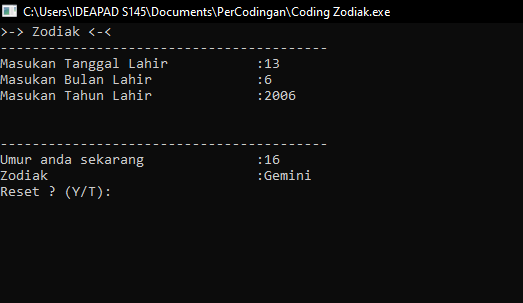 C:\Users\IDEAPAD S145\Documents\PerCodingan\Coding Zodiak.exe
>-> Zodiak <-<
-----------------------------------------
Masukan Tanggal Lahir           :13
Masukan Bulan Lahir             :6
Masukan Tahun Lahir             :2006
-----------------------------------------
Umur anda sekarang              :16
Zodiak                          :Gemini
Reset ? (Y/T):